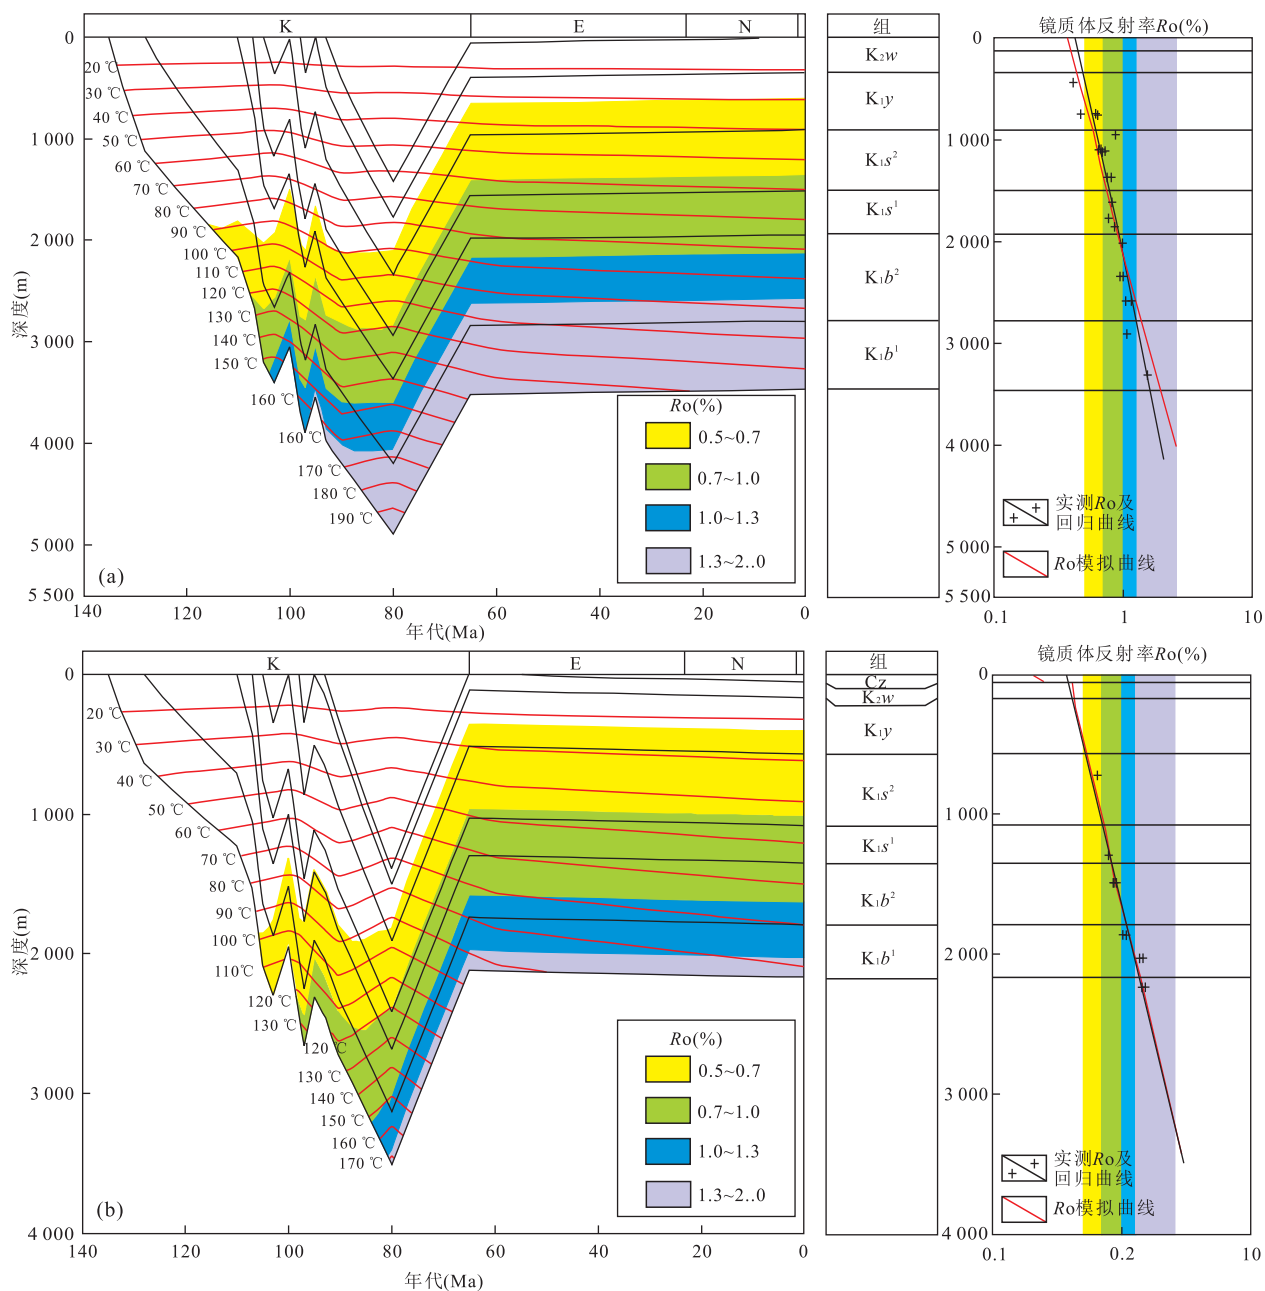 K E N
组
镜质体反射率Ro(%)
0
20 ℃
30 ℃
40 ℃
50 ℃
60 ℃
70 ℃
80 ℃
90 ℃
100 ℃
110 ℃
120 ℃
130 ℃
140 ℃
150 ℃
160 ℃
160 ℃
170 ℃
180 ℃
190 ℃
1 000
2 000
3 000
4 000
5 000
5 500
深度(m)
(a)
140 120 100 80 60 40 20 0
年代(Ma)
Ro(%)
0.5~0.7
0.7~1.0
1.0~1.3
1.3~2..0
K₂w
K₁y
K₁s²
K₁s¹
K₁b²
K₁b¹
0
1 000
2 000
3 000
4 000
5 000
5 500
实测Ro及
回归曲线
Ro模拟曲线
0.1 1 10
K E N
组
镜质体反射率Ro(%)
0
20 ℃
30 ℃
40 ℃
50 ℃
60 ℃
70 ℃
80 ℃
90 ℃
100 ℃
110℃
120 ℃
130 ℃
120 ℃
130 ℃
140 ℃
150 ℃
160 ℃
170 ℃
1 000
2 000
3 000
4 000
深度(m)
(b)
140 120 100 80 60 40 20 0
年代(Ma)
Ro(%)
0.5~0.7
0.7~1.0
1.0~1.3
1.3~2..0
Cz
K₂w
K₁y
K₁s²
K₁s¹
K₁b²
K₁b¹
0
1 000
2 000
3 000
4 000
实测Ro及
回归曲线
Ro模拟曲线
0.1 0.2 10